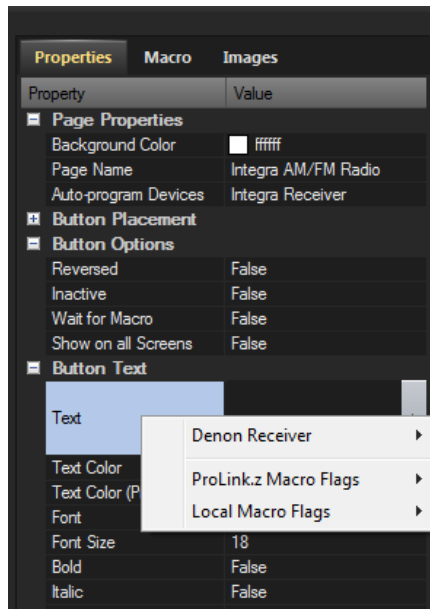 Properties Macro Images
Property Value
Page Properties
Background Color ffffff
Page Name Integra AM/FM Radio
Auto-program Devices Integra Receiver
Button Placement
Button Options
Reversed False
Inactive False
Wait for Macro False
Show on all Screens False
Button Text
Text
Denon Receiver
Text Color
ProLink.z Macro Flags
Text Color (P
Local Macro Flags
Font
Font Size 18
Bold False
Italic False